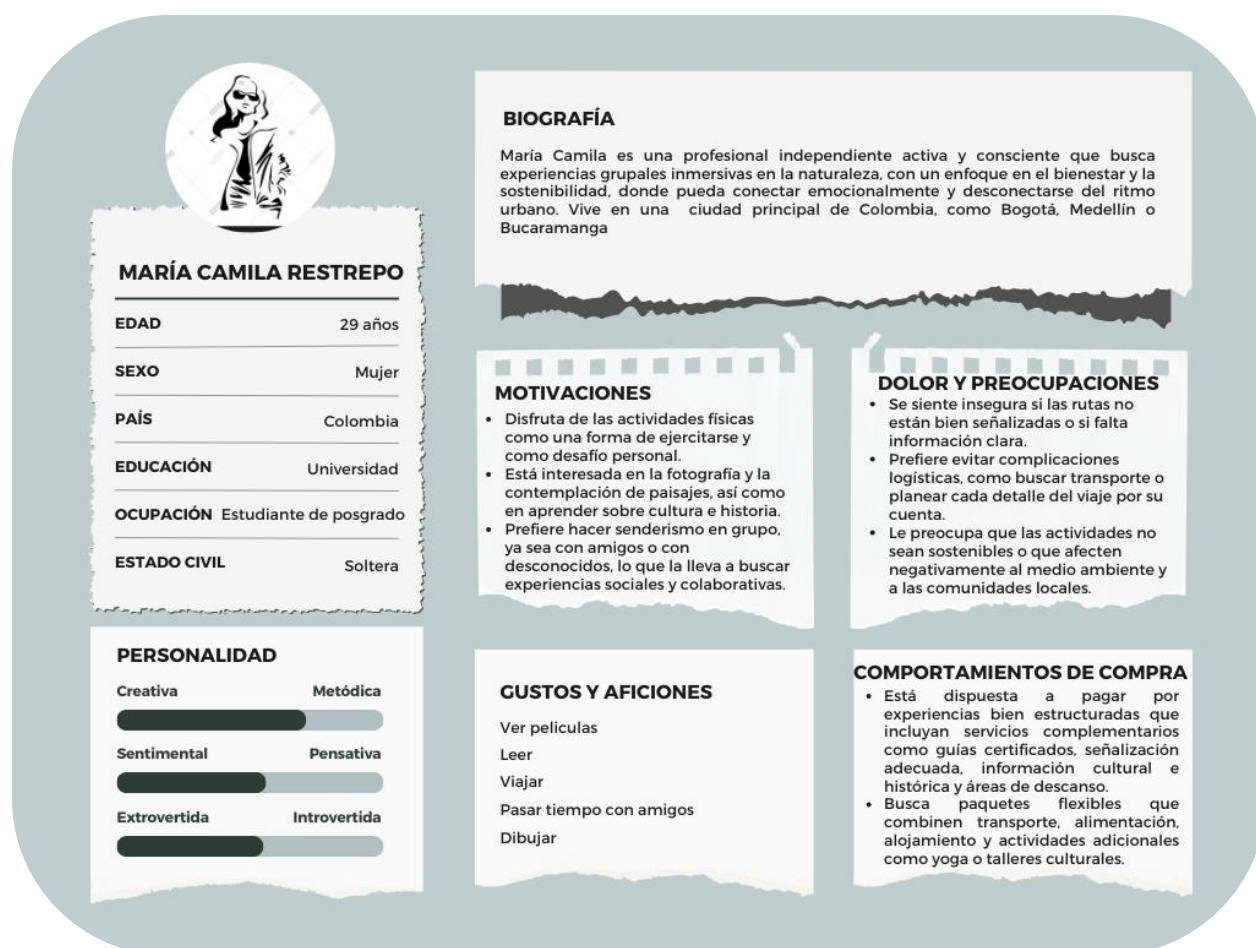 MARÍA CAMILA RESTREPO
EDAD 29 años
SEXO Mujer
PAÍS Colombia
EDUCACIÓN Universidad
OCUPACIÓN Estudiante de posgrado
ESTADO CIVIL Soltera
PERSONALIDAD
Creativa Metódica
Sentimental Pensativa
Extrovertida Introvertida
BIOGRAFÍA
María Camila es una profesional independiente activa y consciente que busca
experiencias grupales inmersivas en la naturaleza, con un enfoque en el bienestar y la
sostenibilidad, donde pueda conectar emocionalmente y desconectarse del ritmo
urbano. Vive en una ciudad principal de Colombia, como Bogotá, Medellín o
Bucaramanga
MOTIVACIONES
• Disfruta de las actividades físicas
como una forma de ejercitarse y
como desafío personal.
• Está interesada en la fotografía y la
contemplación de paisajes, así como
en aprender sobre cultura e historia.
• Prefiere hacer senderismo en grupo,
ya sea con amigos o con
desconocidos, lo que la lleva a buscar
experiencias sociales y colaborativas.
DOLOR Y PREOCUPACIONES
• Se siente insegura si las rutas no
están bien señalizadas o si falta
información clara.
• Prefiere evitar complicaciones
logísticas, como buscar transporte o
planear cada detalle del viaje por su
cuenta.
• Le preocupa que las actividades no
sean sostenibles o que afecten
negativamente al medio ambiente y
a las comunidades locales.
GUSTOS Y AFICIONES
Ver peliculas
Leer
Viajar
Pasar tiempo con amigos
Dibujar
COMPORTAMIENTOS DE COMPRA
• Está dispuesta a pagar por
experiencias bien estructuradas que
incluyan servicios complementarios
como guías certificados, señalización
adecuada, información cultural e
histórica y áreas de descanso.
• Busca paquetes flexibles que
combinen transporte, alimentación,
alojamiento y actividades adicionales
como yoga o talleres culturales.